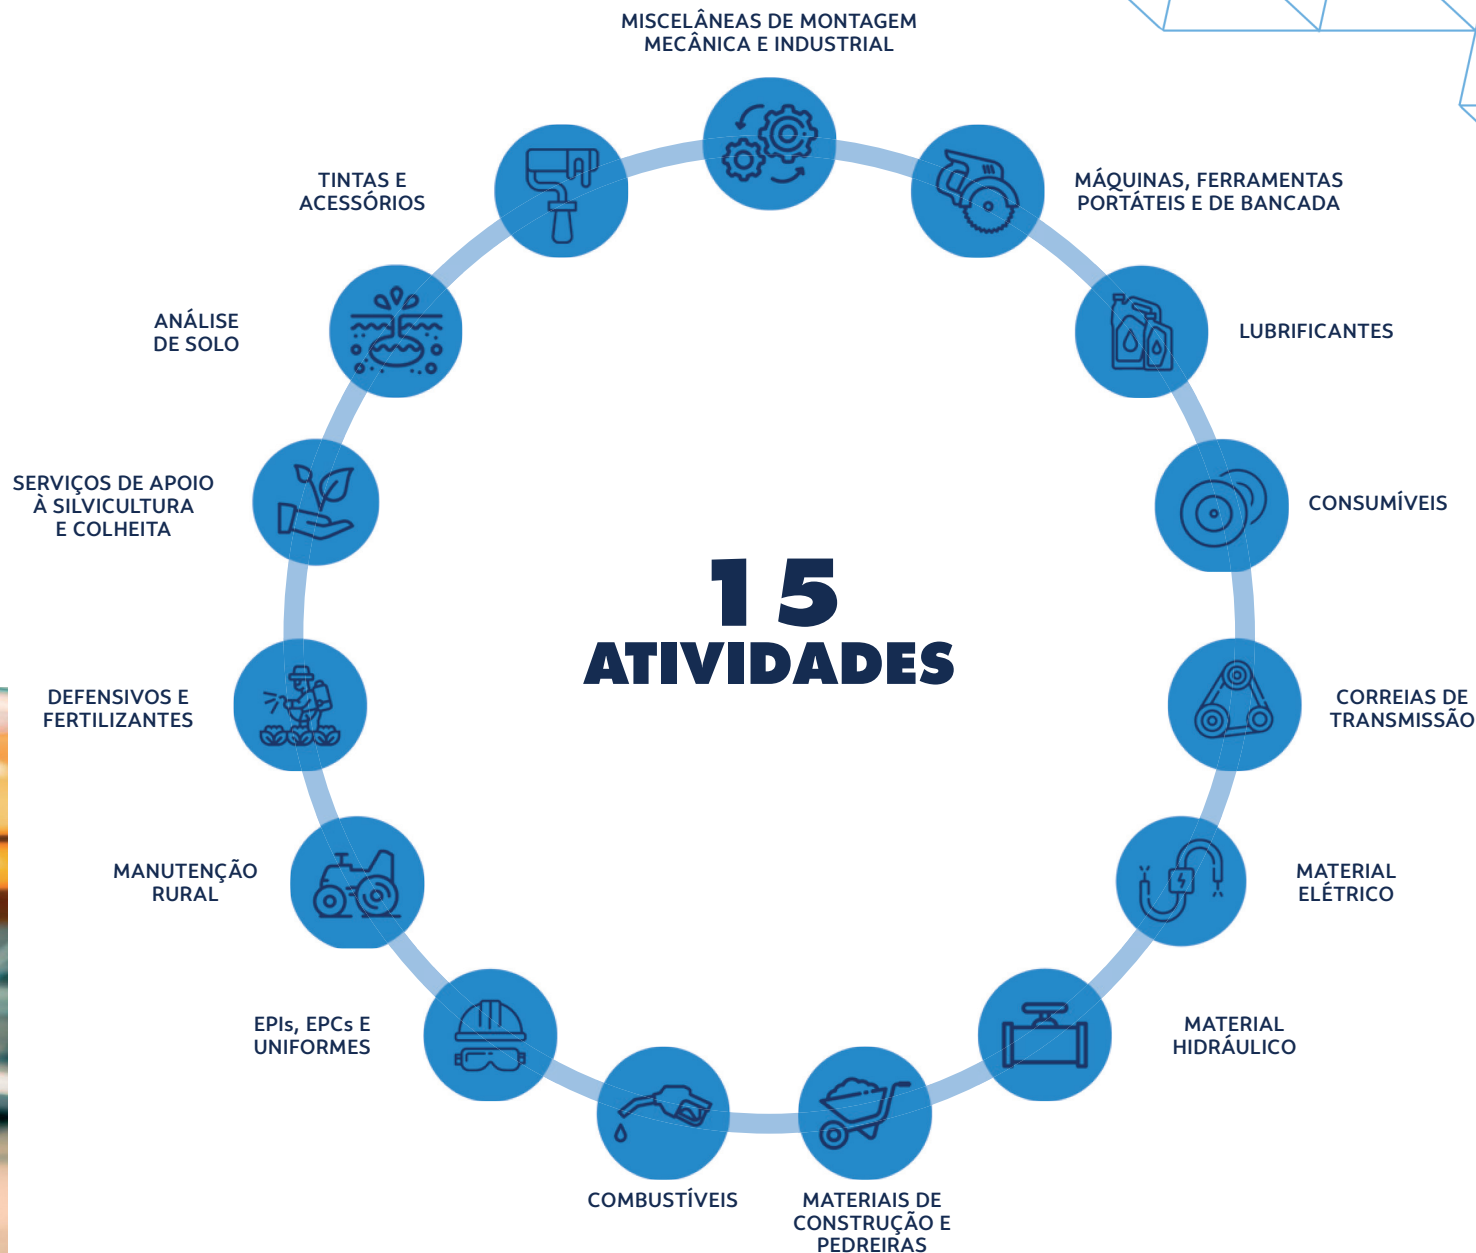 MISCELÂNEAS DE MONTAGEM
MECÂNICA E INDUSTRIAL
MÁQUINAS, FERRAMENTAS
PORTÁTEIS E DE BANCADA
LUBRIFICANTES
CONSUMÍVEIS
CORREIAS DE
TRANSMISSÃO
MATERIAL
ELÉTRICO
MATERIAL
HIDRÁULICO
MATERIAIS DE
CONSTRUÇÃO E
PEDREIRAS
COMBUSTÍVEIS
EPIs, EPCs E
UNIFORMES
MANUTENÇÃO
RURAL
DEFENSIVOS E
FERTILIZANTES
SERVIÇOS DE APOIO
À SILVICULTURA
E COLHEITA
ANÁLISE
DE SOLO
TINTAS E
ACESSÓRIOS
15
ATIVIDADES